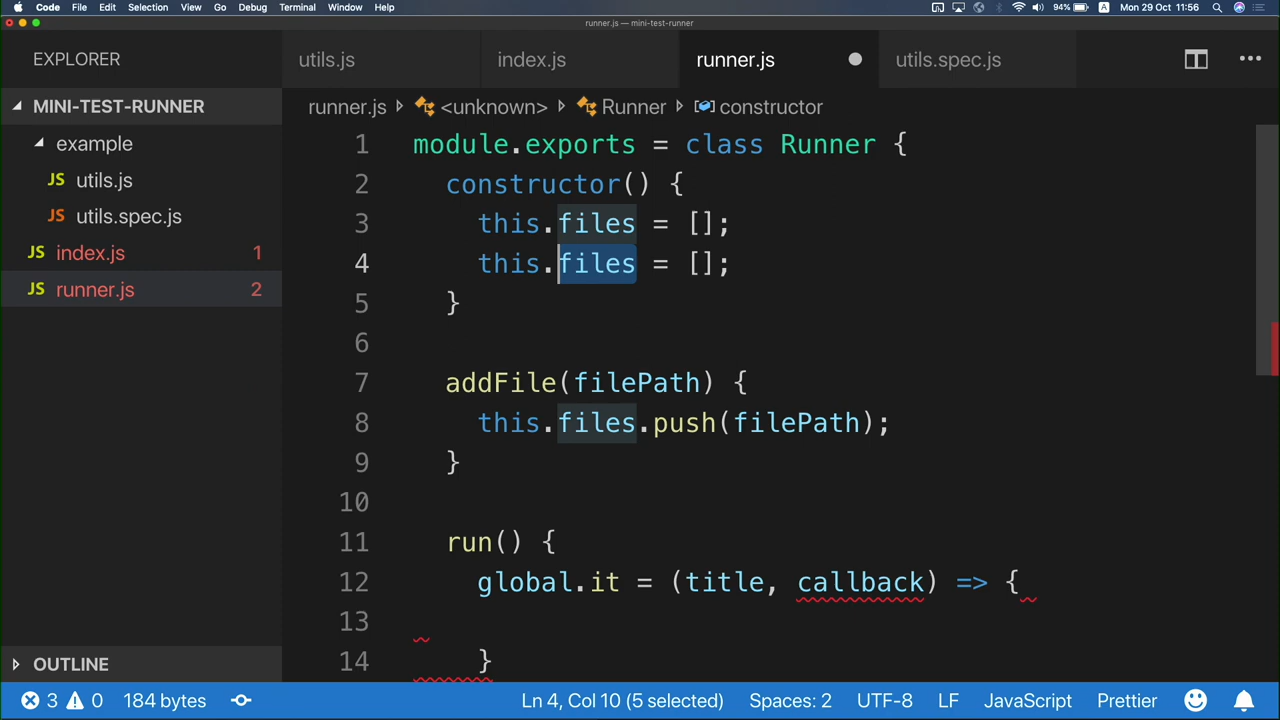 Code File Edit Selection View Go Debug Terminal Window Help 94% A Mon 29 Oct 11:56
runner.js — mini-test-runner
EXPLORER utils.js index.js runner.js utils.spec.js
MINI-TEST-RUNNER runner.js <unknown> Runner constructor
example
JS utils.js
JS utils.spec.js
JS index.js 1
JS runner.js 2
1 module.exports = class Runner {
2 constructor() {
3 this.files = [];
4 this.files = [];
5 }
6
7 addFile(filePath) {
8 this.files.push(filePath);
9 }
10
11 run() {
12 global.it = (title, callback) => {
13
14 }
OUTLINE
3 0 184 bytes Ln 4, Col 10 (5 selected) Spaces: 2 UTF-8 LF JavaScript Prettier